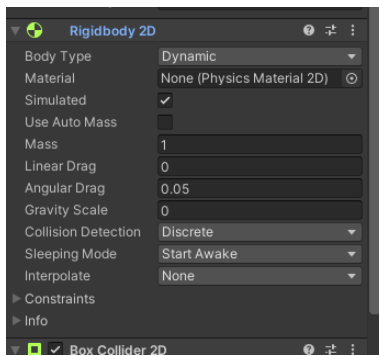 Rigidbody 2D
Body Type Dynamic
Material None (Physics Material 2D)
Simulated
Use Auto Mass
Mass 1
Linear Drag 0
Angular Drag 0.05
Gravity Scale 0
Collision Detection Discrete
Sleeping Mode Start Awake
Interpolate None
Constraints
Info
Box Collider 2D